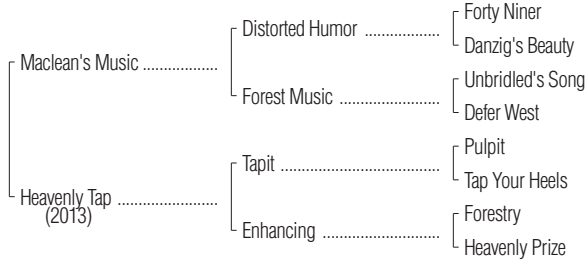 Forty Niner
Distorted Humor ..................
Danzig's Beauty
Maclean's Music ..................
Unbridled's Song
Forest Music ........................
Defer West
Pulpit
Tapit ......................................
Tap Your Heels
Heavenly Tap ........................
(2013)
Forestry
Enhancing ............................
Heavenly Prize